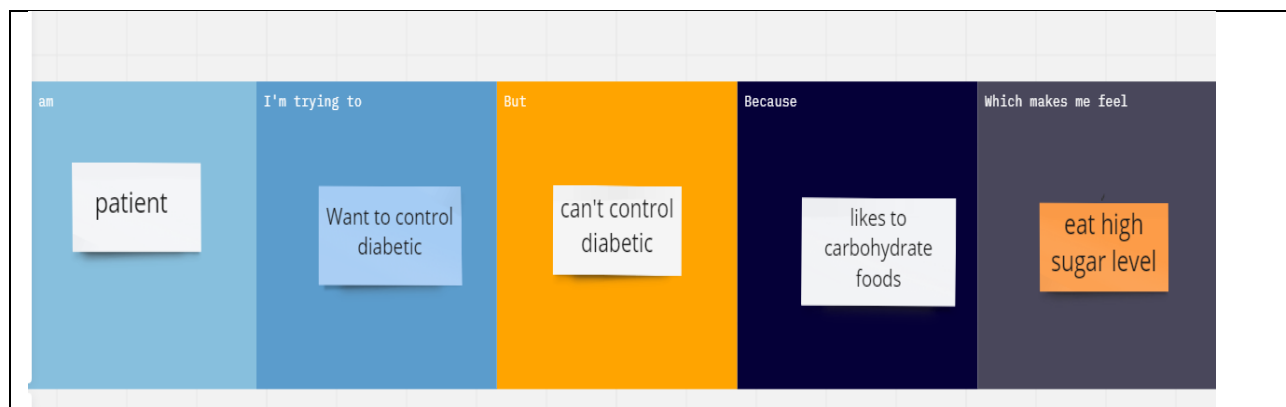 am
I'm trying to
But
Because
Which makes me feel
patient
Want to control
diabetic
can't control
diabetic
likes to
carbohydrate
foods
eat high
sugar level